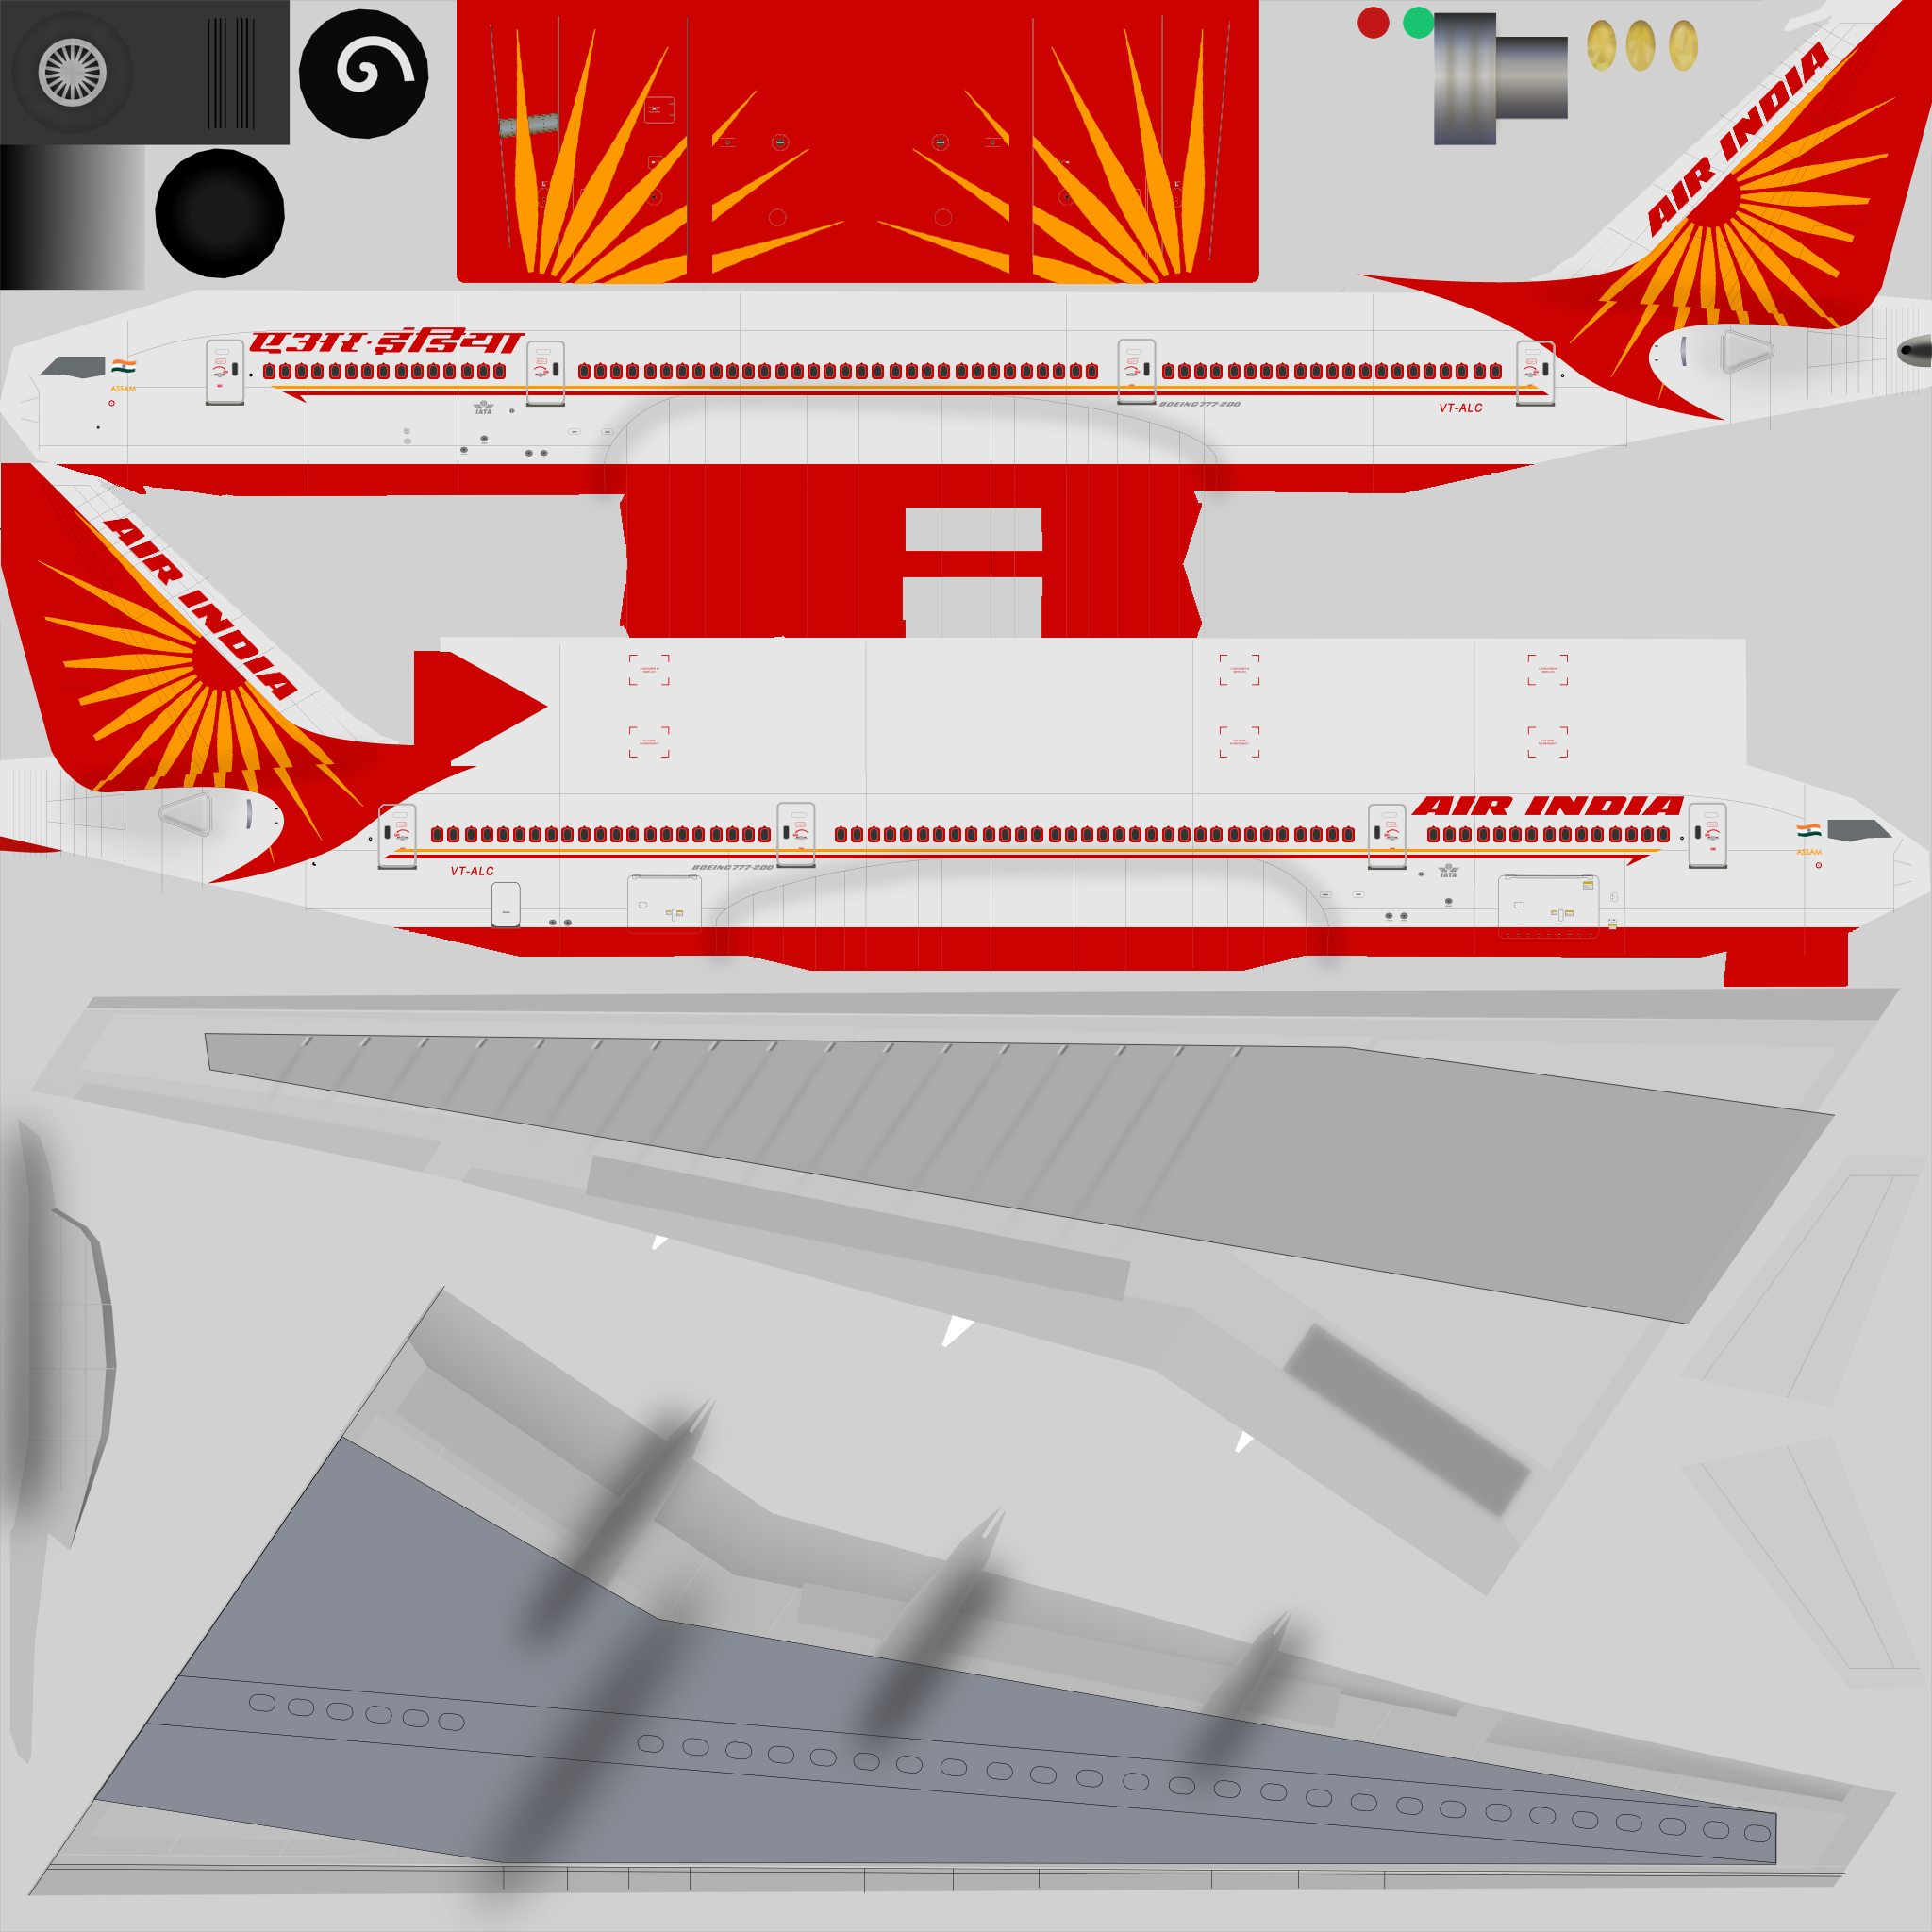 AIR INDIA
एअर·इंडिया
ASSAM
IATA
BOEING 777-200
VT-ALC
AIR INDIA
AIR INDIA
ASSAM
VT-ALC
BOEING 777-200
IATA